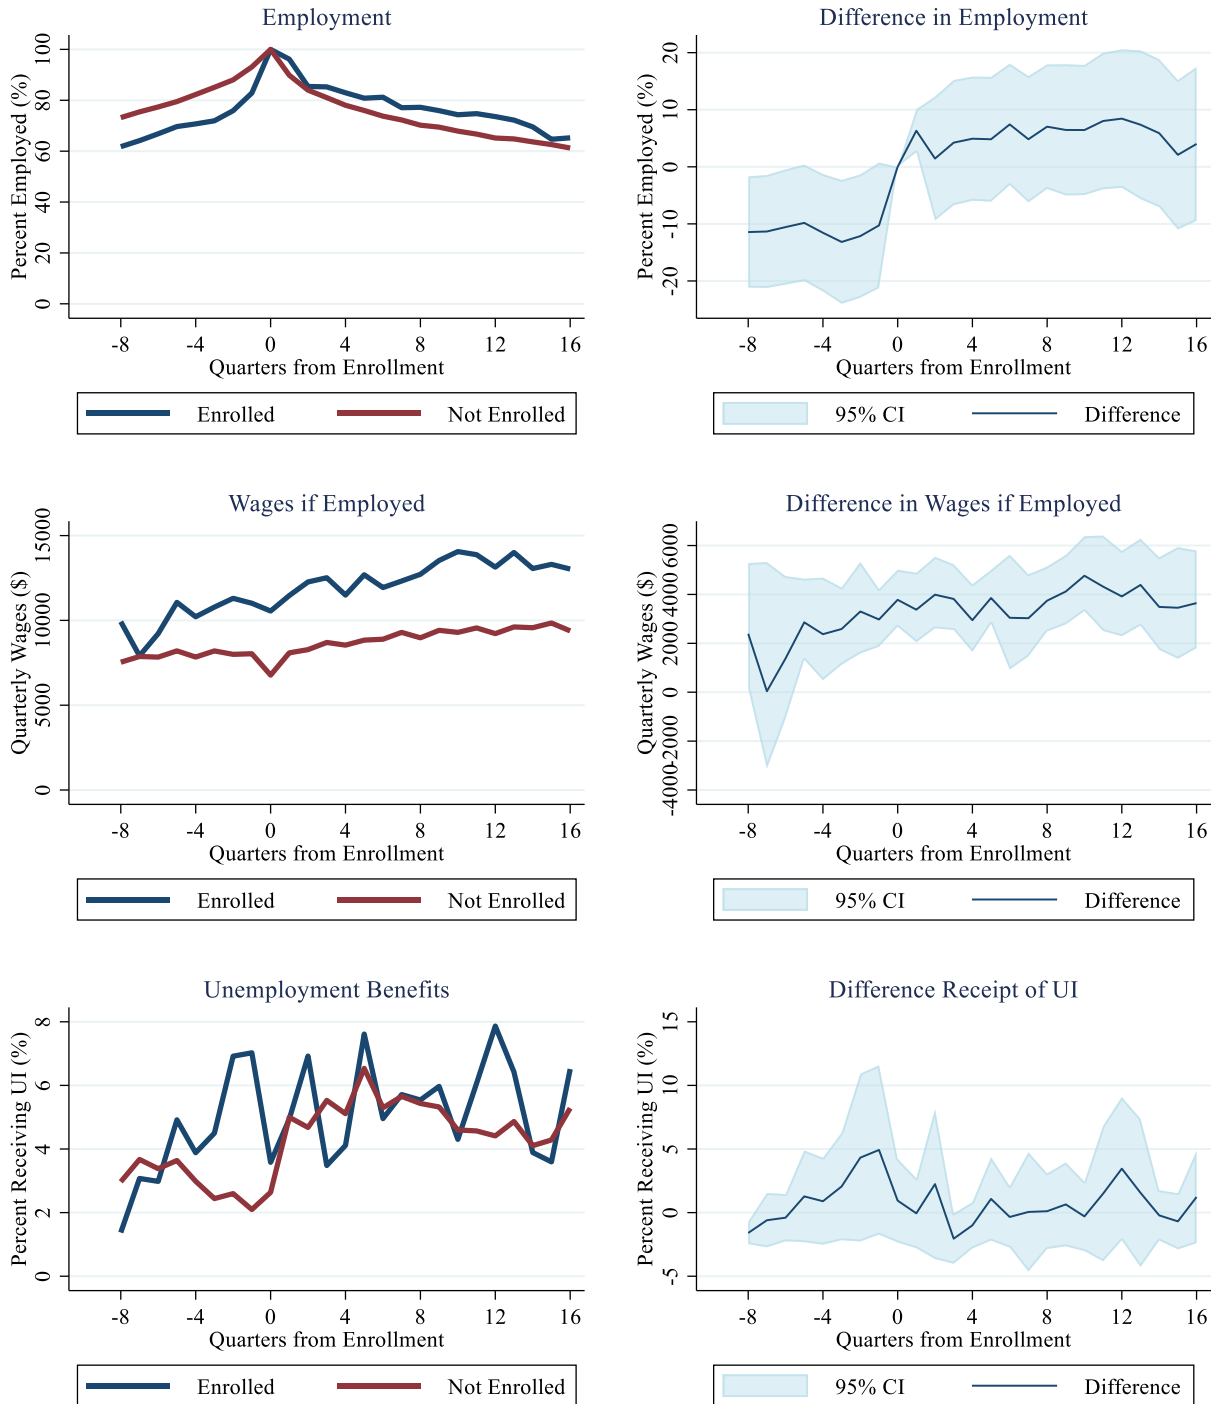 Employment
Percent Employed (%)
100
80
60
40
20
0
-8 -4 0 4 8 12 16
Quarters from Enrollment
Enrolled Not Enrolled
Difference in Employment
Percent Employed (%)
20
10
0
-10
-20
-8 -4 0 4 8 12 16
Quarters from Enrollment
95% CI Difference
Wages if Employed
Quarterly Wages ($)
15000
10000
5000
0
-8 -4 0 4 8 12 16
Quarters from Enrollment
Enrolled Not Enrolled
Difference in Wages if Employed
Quarterly Wages ($)
6000
4000
2000
0
-2000
-4000
-8 -4 0 4 8 12 16
Quarters from Enrollment
95% CI Difference
Unemployment Benefits
Percent Receiving UI (%)
8
6
4
2
0
-8 -4 0 4 8 12 16
Quarters from Enrollment
Enrolled Not Enrolled
Difference Receipt of UI
Percent Receiving UI (%)
15
10
5
0
-5
-8 -4 0 4 8 12 16
Quarters from Enrollment
95% CI Difference